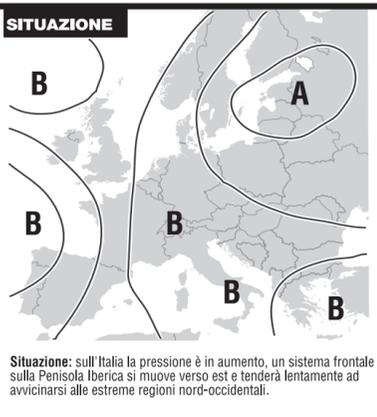 SITUAZIONE
B
A
B
B
B
B
Situazione: sull'Italia la pressione è in aumento, un sistema frontale
sulla Penisola Iberica si muove verso est e tenderà lentamente ad
avvicinarsi alle estreme regioni nord-occidentali.